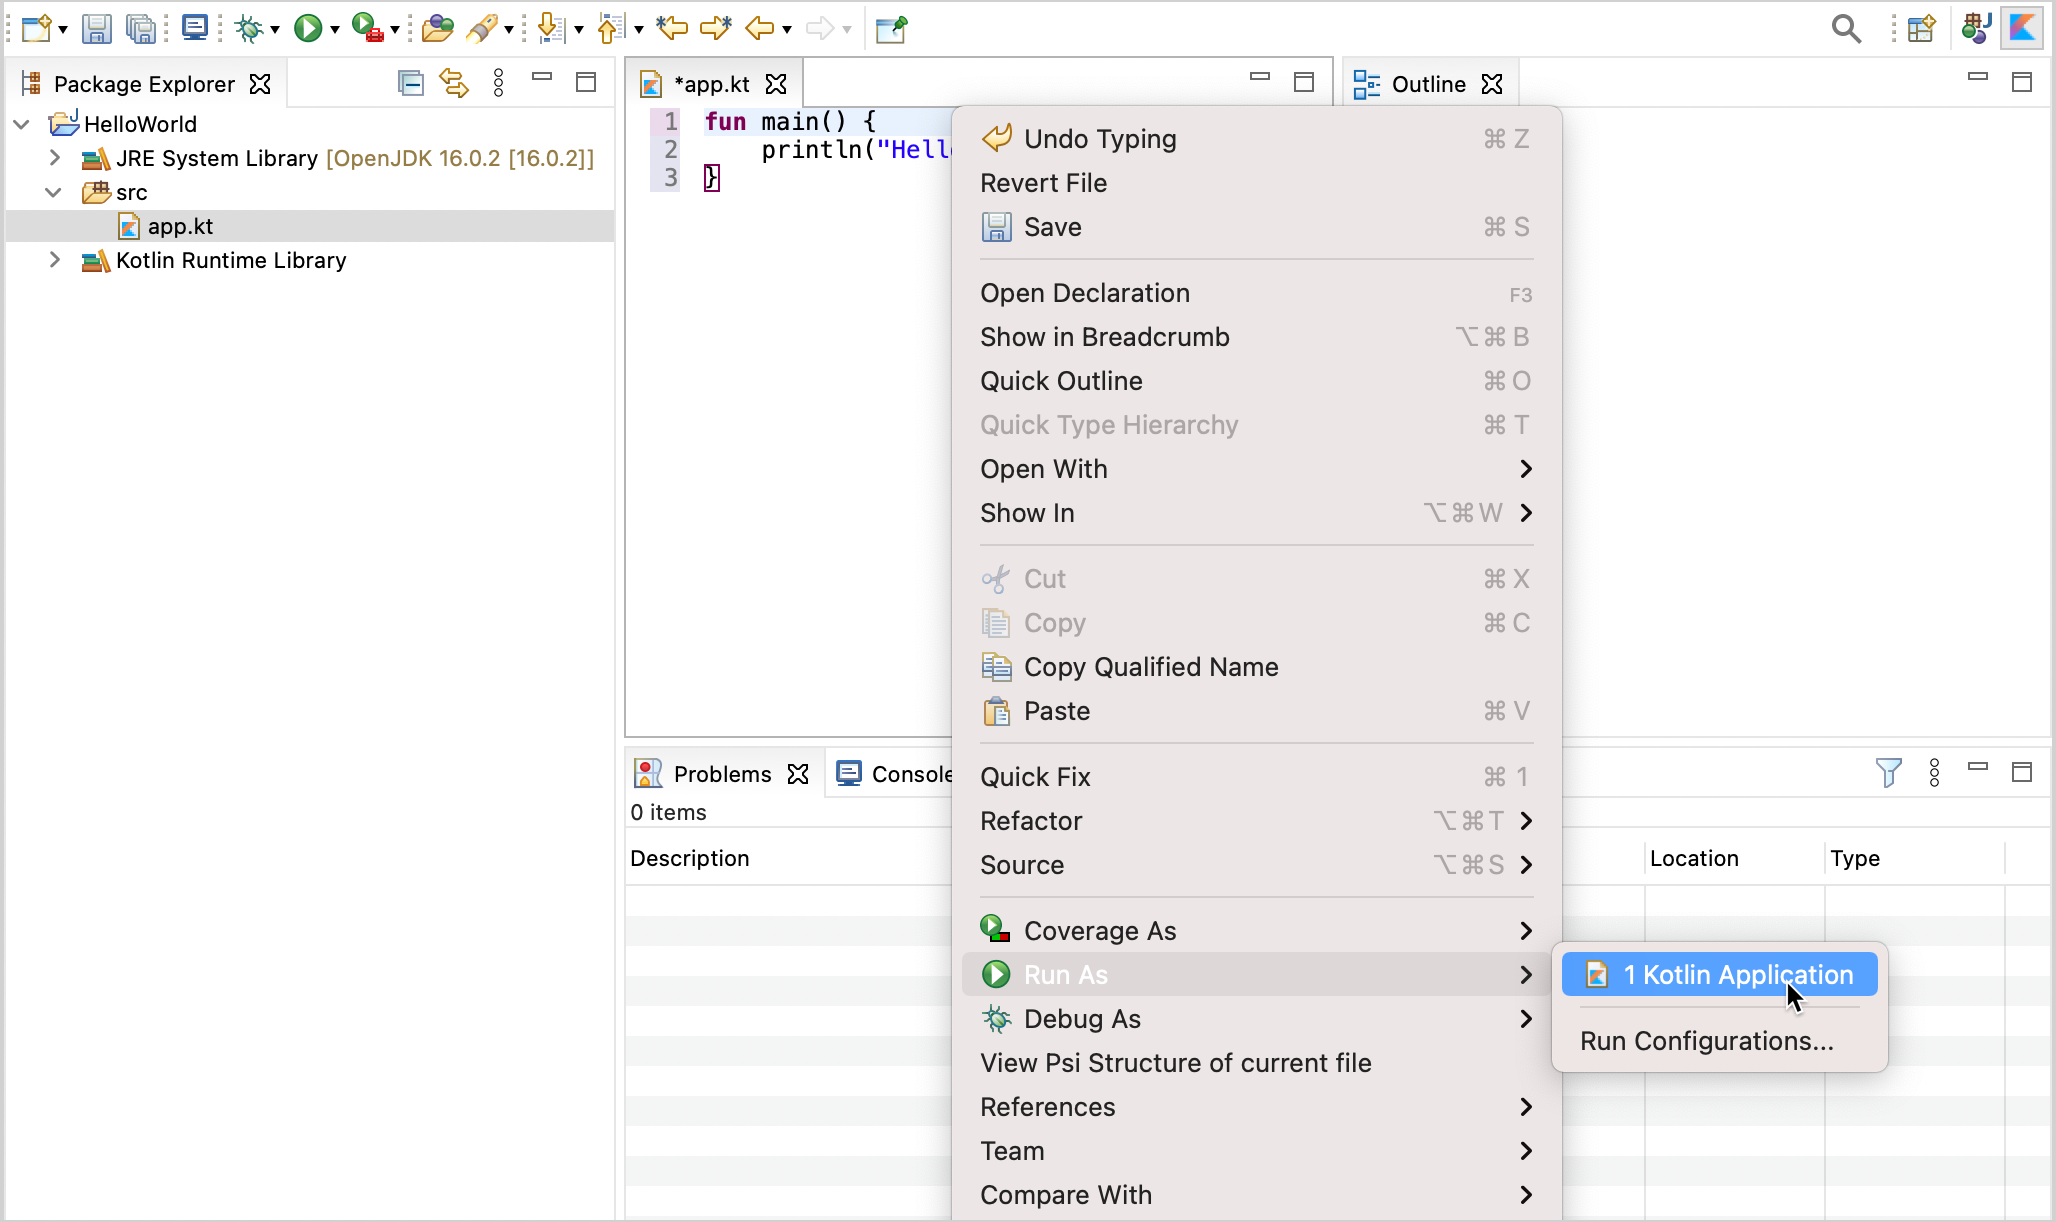 Package Explorer
HelloWorld
JRE System Library [OpenJDK 16.0.2 [16.0.2]]
src
app.kt
Kotlin Runtime Library
*app.kt
1 fun main() {
2 println("Hell
3 }
Outline
Undo Typing ⌘ Z
Revert File
Save ⌘ S
Open Declaration F3
Show in Breadcrumb ⌥⌘ B
Quick Outline ⌘ O
Quick Type Hierarchy ⌘ T
Open With
Show In ⌥⌘ W
Cut ⌘ X
Copy ⌘ C
Copy Qualified Name
Paste ⌘ V
Quick Fix ⌘ 1
Refactor ⌥⌘ T
Source ⌥⌘ S
Coverage As
Run As
Debug As
View Psi Structure of current file
References
Team
Compare With
1 Kotlin Application
Run Configurations...
Problems
Console
0 items
Description Location Type